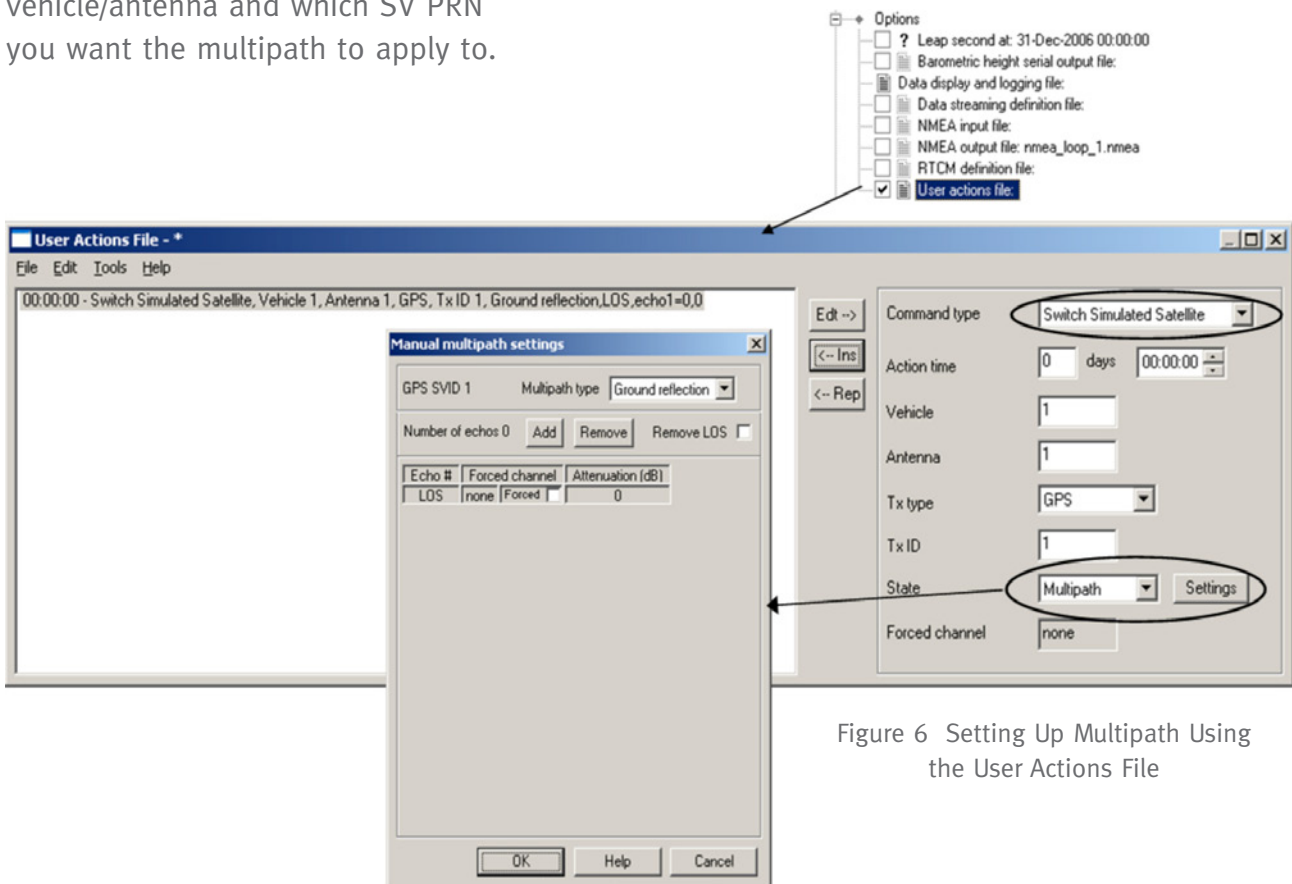 vehicle/antenna and which SV PRN
you want the multipath to apply to.
Options
? Leap second at: 31-Dec-2006 00:00:00
Barometric height serial output file:
Data display and logging file:
Data streaming definition file:
NMEA input file:
NMEA output file: nmea_loop_1.nmea
RTCM definition file:
User actions file:
User Actions File - *
File Edit Tools Help
00:00:00 - Switch Simulated Satellite, Vehicle 1, Antenna 1, GPS, Tx ID 1, Ground reflection,LOS,echo1=0,0
Edt -->
<-- Ins
<-- Rep
Command type Switch Simulated Satellite
Action time 0 days 00:00:00
Vehicle 1
Antenna 1
Tx type GPS
Tx ID 1
State Multipath Settings
Forced channel none
Manual multipath settings
GPS SVID 1 Multipath type Ground reflection
Number of echos 0 Add Remove Remove LOS
Echo # Forced channel Attenuation (dB)
LOS none Forced 0
OK Help Cancel
Figure 6 Setting Up Multipath Using
the User Actions File